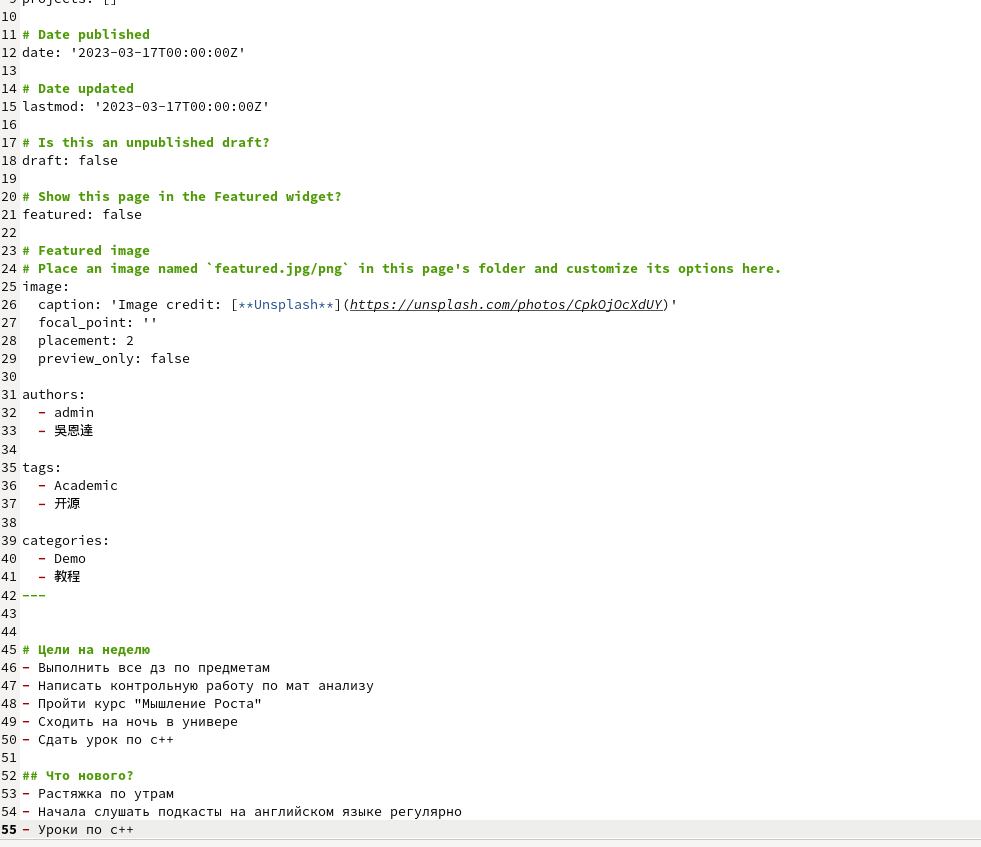 9 projects: []
10
11 # Date published
12 date: '2023-03-17T00:00:00Z'
13
14 # Date updated
15 lastmod: '2023-03-17T00:00:00Z'
16
17 # Is this an unpublished draft?
18 draft: false
19
20 # Show this page in the Featured widget?
21 featured: false
22
23 # Featured image
24 # Place an image named `featured.jpg/png` in this page's folder and customize its options here.
25 image:
26   caption: 'Image credit: [**Unsplash**](https://unsplash.com/photos/CpkOjOcXdUY)'
27   focal_point: ''
28   placement: 2
29   preview_only: false
30
31 authors:
32   - admin
33   - 吳恩達
34
35 tags:
36   - Academic
37   - 开源
38
39 categories:
40   - Demo
41   - 教程
42 ---
43
44
45 # Цели на неделю
46 - Выполнить все дз по предметам
47 - Написать контрольную работу по мат анализу
48 - Пройти курс "Мышление Роста"
49 - Сходить на ночь в универе
50 - Сдать урок по с++
51
52 ## Что нового?
53 - Растяжка по утрам
54 - Начала слушать подкасты на английском языке регулярно
55 - Уроки по с++